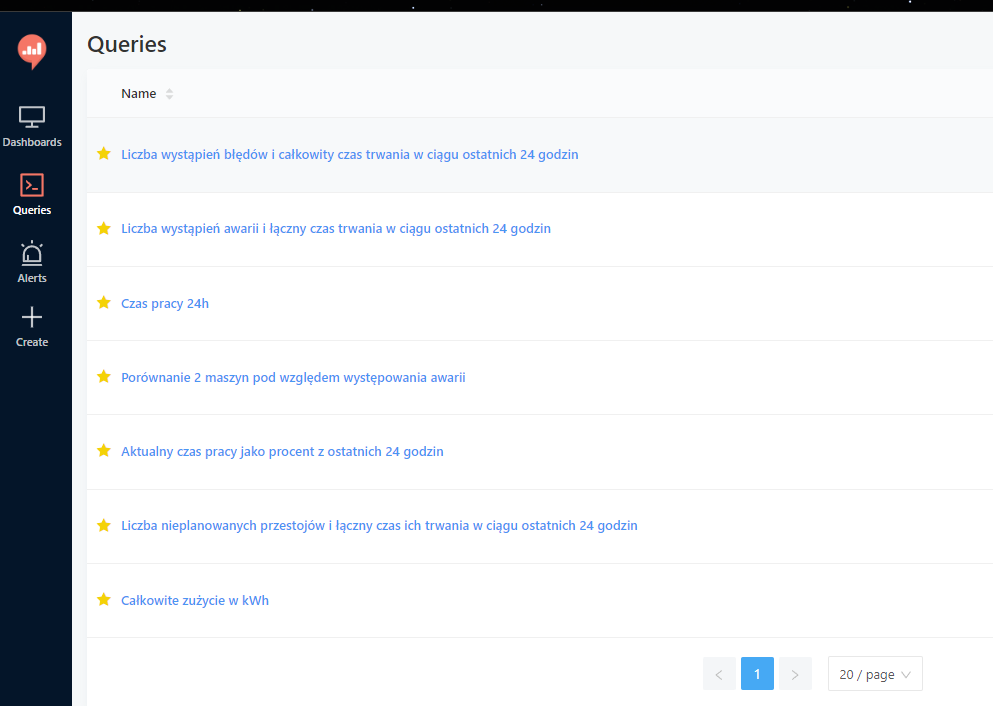 Queries
Name
Dashboards
Liczba wystąpień błędów i całkowity czas trwania w ciągu ostatnich 24 godzin
Queries
Liczba wystąpień awarii i łączny czas trwania w ciągu ostatnich 24 godzin
Alerts
Czas pracy 24h
Create
Porównanie 2 maszyn pod względem występowania awarii
Aktualny czas pracy jako procent z ostatnich 24 godzin
Liczba nieplanowanych przestojów i łączny czas ich trwania w ciągu ostatnich 24 godzin
Całkowite zużycie w kWh
< 1 > 20 / page